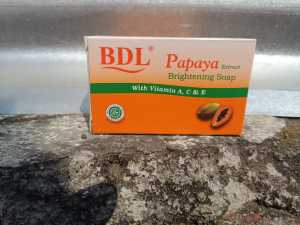 BDL®
Papaya Extract
Brightening Soap
With Vitamin A, C & E